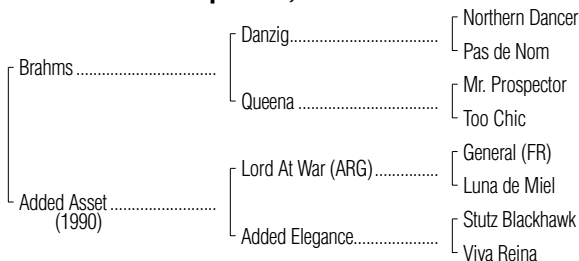 Northern Dancer
Danzig
Pas de Nom
Brahms
Mr. Prospector
Queena
Too Chic
General (FR)
Lord At War (ARG)
Luna de Miel
Added Asset
(1990)
Stutz Blackhawk
Added Elegance
Viva Reina